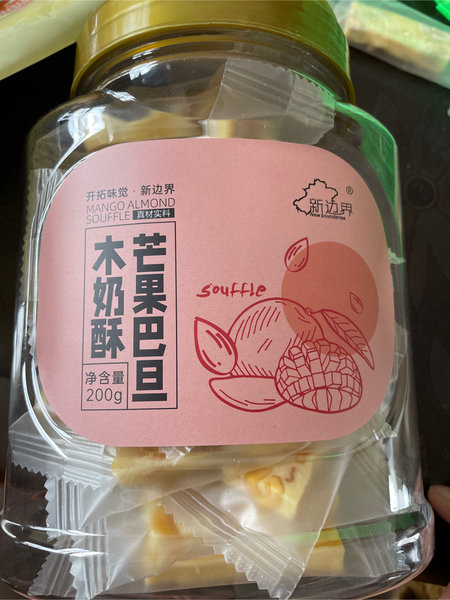 开拓味觉·新边界
MANGO ALMOND
SOUFFLE 真材实料
芒果巴旦
木奶酥
净含量
200g
新边界®
New Boundaries
Souffle